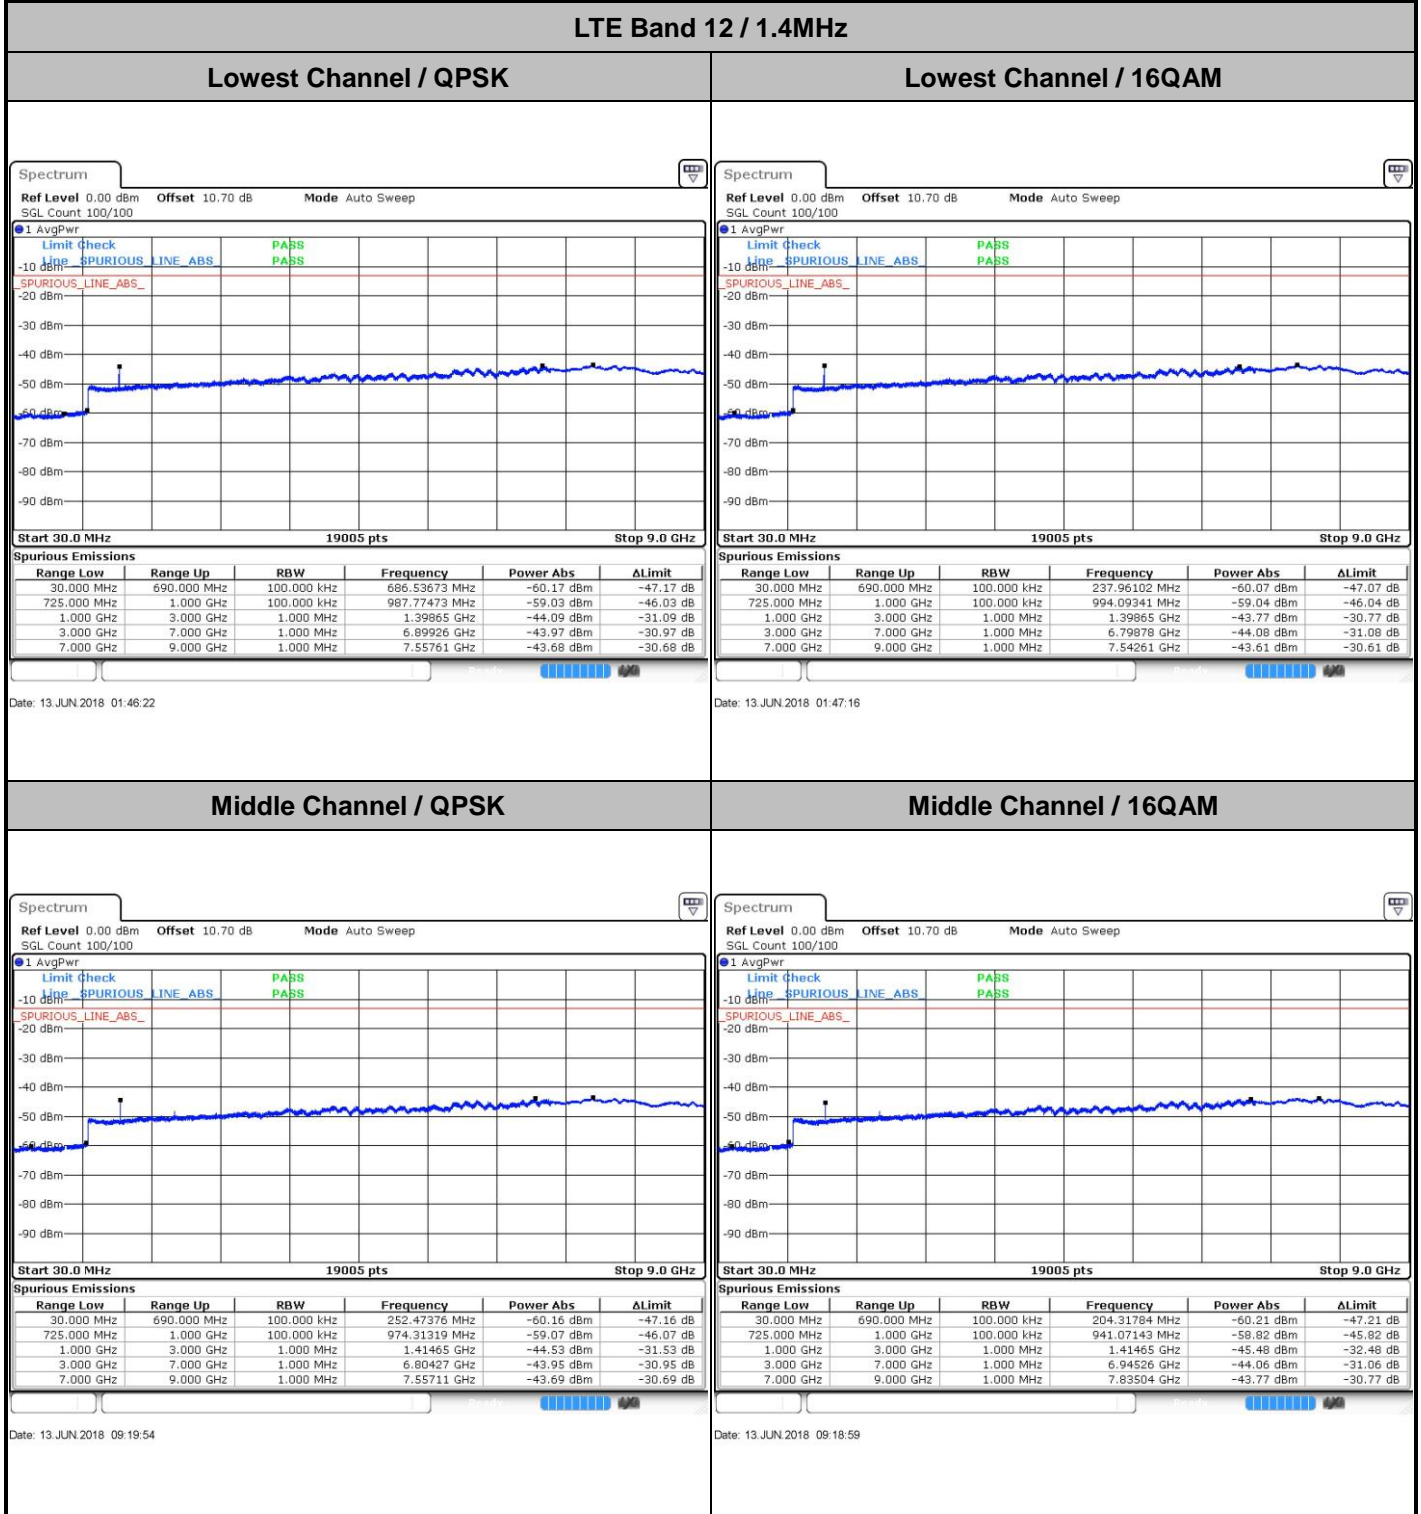 LTE Band 12 / 1.4MHz
Lowest Channel / QPSK
Lowest Channel / 16QAM
Spectrum
Ref Level 0.00 dBm Offset 10.70 dB Mode Auto Sweep
SGL Count 100/100
1 AvgPwr
Limit Check PASS
Line _SPURIOUS_LINE_ABS_ PASS
-10 dBm
_SPURIOUS_LINE_ABS_
-20 dBm
-30 dBm
-40 dBm
-50 dBm
-60 dBm
-70 dBm
-80 dBm
-90 dBm
Start 30.0 MHz 19005 pts Stop 9.0 GHz
Spurious Emissions
Range Low Range Up RBW Frequency Power Abs ΔLimit
30.000 MHz 690.000 MHz 100.000 kHz 686.53673 MHz -60.17 dBm -47.17 dB
725.000 MHz 1.000 GHz 100.000 kHz 987.77473 MHz -59.03 dBm -46.03 dB
1.000 GHz 3.000 GHz 1.000 MHz 1.39865 GHz -44.09 dBm -31.09 dB
3.000 GHz 7.000 GHz 1.000 MHz 6.89926 GHz -43.97 dBm -30.97 dB
7.000 GHz 9.000 GHz 1.000 MHz 7.55761 GHz -43.68 dBm -30.68 dB
Date: 13.JUN.2018 01:46:22
Spectrum
Ref Level 0.00 dBm Offset 10.70 dB Mode Auto Sweep
SGL Count 100/100
1 AvgPwr
Limit Check PASS
Line _SPURIOUS_LINE_ABS_ PASS
-10 dBm
_SPURIOUS_LINE_ABS_
-20 dBm
-30 dBm
-40 dBm
-50 dBm
-60 dBm
-70 dBm
-80 dBm
-90 dBm
Start 30.0 MHz 19005 pts Stop 9.0 GHz
Spurious Emissions
Range Low Range Up RBW Frequency Power Abs ΔLimit
30.000 MHz 690.000 MHz 100.000 kHz 237.96102 MHz -60.07 dBm -47.07 dB
725.000 MHz 1.000 GHz 100.000 kHz 994.09341 MHz -59.04 dBm -46.04 dB
1.000 GHz 3.000 GHz 1.000 MHz 1.39865 GHz -43.77 dBm -30.77 dB
3.000 GHz 7.000 GHz 1.000 MHz 6.79878 GHz -44.08 dBm -31.08 dB
7.000 GHz 9.000 GHz 1.000 MHz 7.54261 GHz -43.61 dBm -30.61 dB
Date: 13.JUN.2018 01:47:16
Middle Channel / QPSK
Middle Channel / 16QAM
Spectrum
Ref Level 0.00 dBm Offset 10.70 dB Mode Auto Sweep
SGL Count 100/100
1 AvgPwr
Limit Check PASS
Line _SPURIOUS_LINE_ABS_ PASS
-10 dBm
_SPURIOUS_LINE_ABS_
-20 dBm
-30 dBm
-40 dBm
-50 dBm
-60 dBm
-70 dBm
-80 dBm
-90 dBm
Start 30.0 MHz 19005 pts Stop 9.0 GHz
Spurious Emissions
Range Low Range Up RBW Frequency Power Abs ΔLimit
30.000 MHz 690.000 MHz 100.000 kHz 252.47376 MHz -60.16 dBm -47.16 dB
725.000 MHz 1.000 GHz 100.000 kHz 974.31319 MHz -59.07 dBm -46.07 dB
1.000 GHz 3.000 GHz 1.000 MHz 1.41465 GHz -44.53 dBm -31.53 dB
3.000 GHz 7.000 GHz 1.000 MHz 6.80427 GHz -43.95 dBm -30.95 dB
7.000 GHz 9.000 GHz 1.000 MHz 7.55711 GHz -43.69 dBm -30.69 dB
Date: 13.JUN.2018 09:19:54
Spectrum
Ref Level 0.00 dBm Offset 10.70 dB Mode Auto Sweep
SGL Count 100/100
1 AvgPwr
Limit Check PASS
Line _SPURIOUS_LINE_ABS_ PASS
-10 dBm
_SPURIOUS_LINE_ABS_
-20 dBm
-30 dBm
-40 dBm
-50 dBm
-60 dBm
-70 dBm
-80 dBm
-90 dBm
Start 30.0 MHz 19005 pts Stop 9.0 GHz
Spurious Emissions
Range Low Range Up RBW Frequency Power Abs ΔLimit
30.000 MHz 690.000 MHz 100.000 kHz 204.31784 MHz -60.21 dBm -47.21 dB
725.000 MHz 1.000 GHz 100.000 kHz 941.07143 MHz -58.82 dBm -45.82 dB
1.000 GHz 3.000 GHz 1.000 MHz 1.41465 GHz -45.48 dBm -32.48 dB
3.000 GHz 7.000 GHz 1.000 MHz 6.94526 GHz -44.06 dBm -31.06 dB
7.000 GHz 9.000 GHz 1.000 MHz 7.83504 GHz -43.77 dBm -30.77 dB
Date: 13.JUN.2018 09:18:59